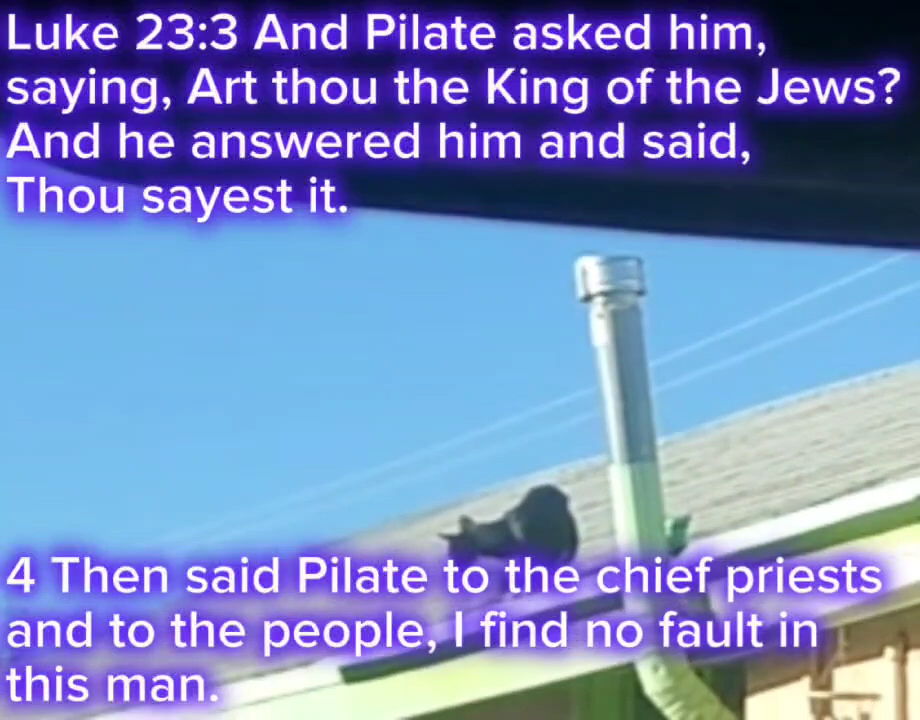 Luke 23:3 And Pilate asked him,
saying, Art thou the King of the Jews?
And he answered him and said,
Thou sayest it.
4 Then said Pilate to the chief priests
and to the people, I find no fault in
this man.